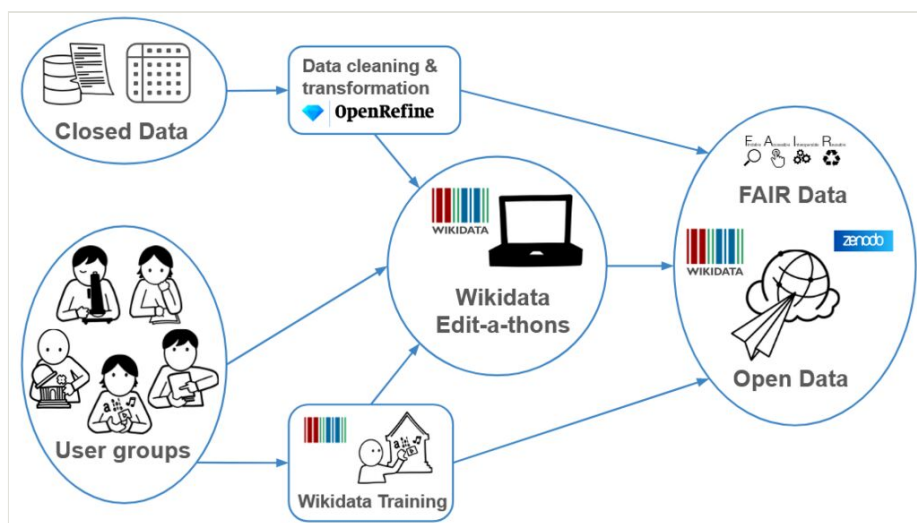 Closed Data
Data cleaning &
transformation
OpenRefine
F A I R
FAIR Data
WIKIDATA
zenodo
Open Data
WIKIDATA
Wikidata
Edit-a-thons
User groups
Wikidata Training